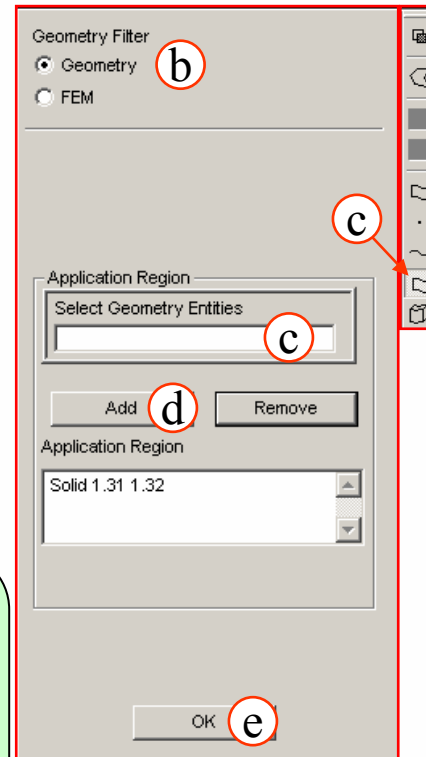 Geometry Filter
Geometry b
FEM
c
Application Region
Select Geometry Entities
c
Add d Remove
Application Region
Solid 1.31 1.32
OK e